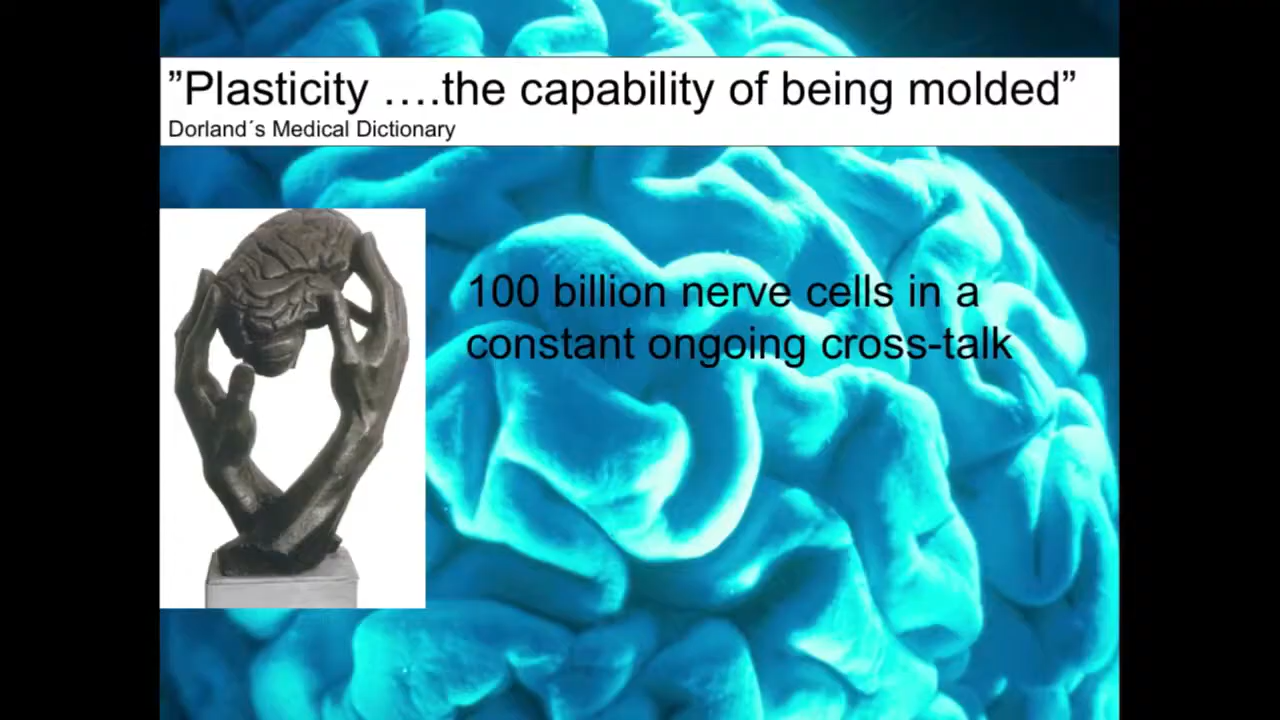 ”Plasticity ….the capability of being molded”
Dorland´s Medical Dictionary
100 billion nerve cells in a
constant ongoing cross-talk